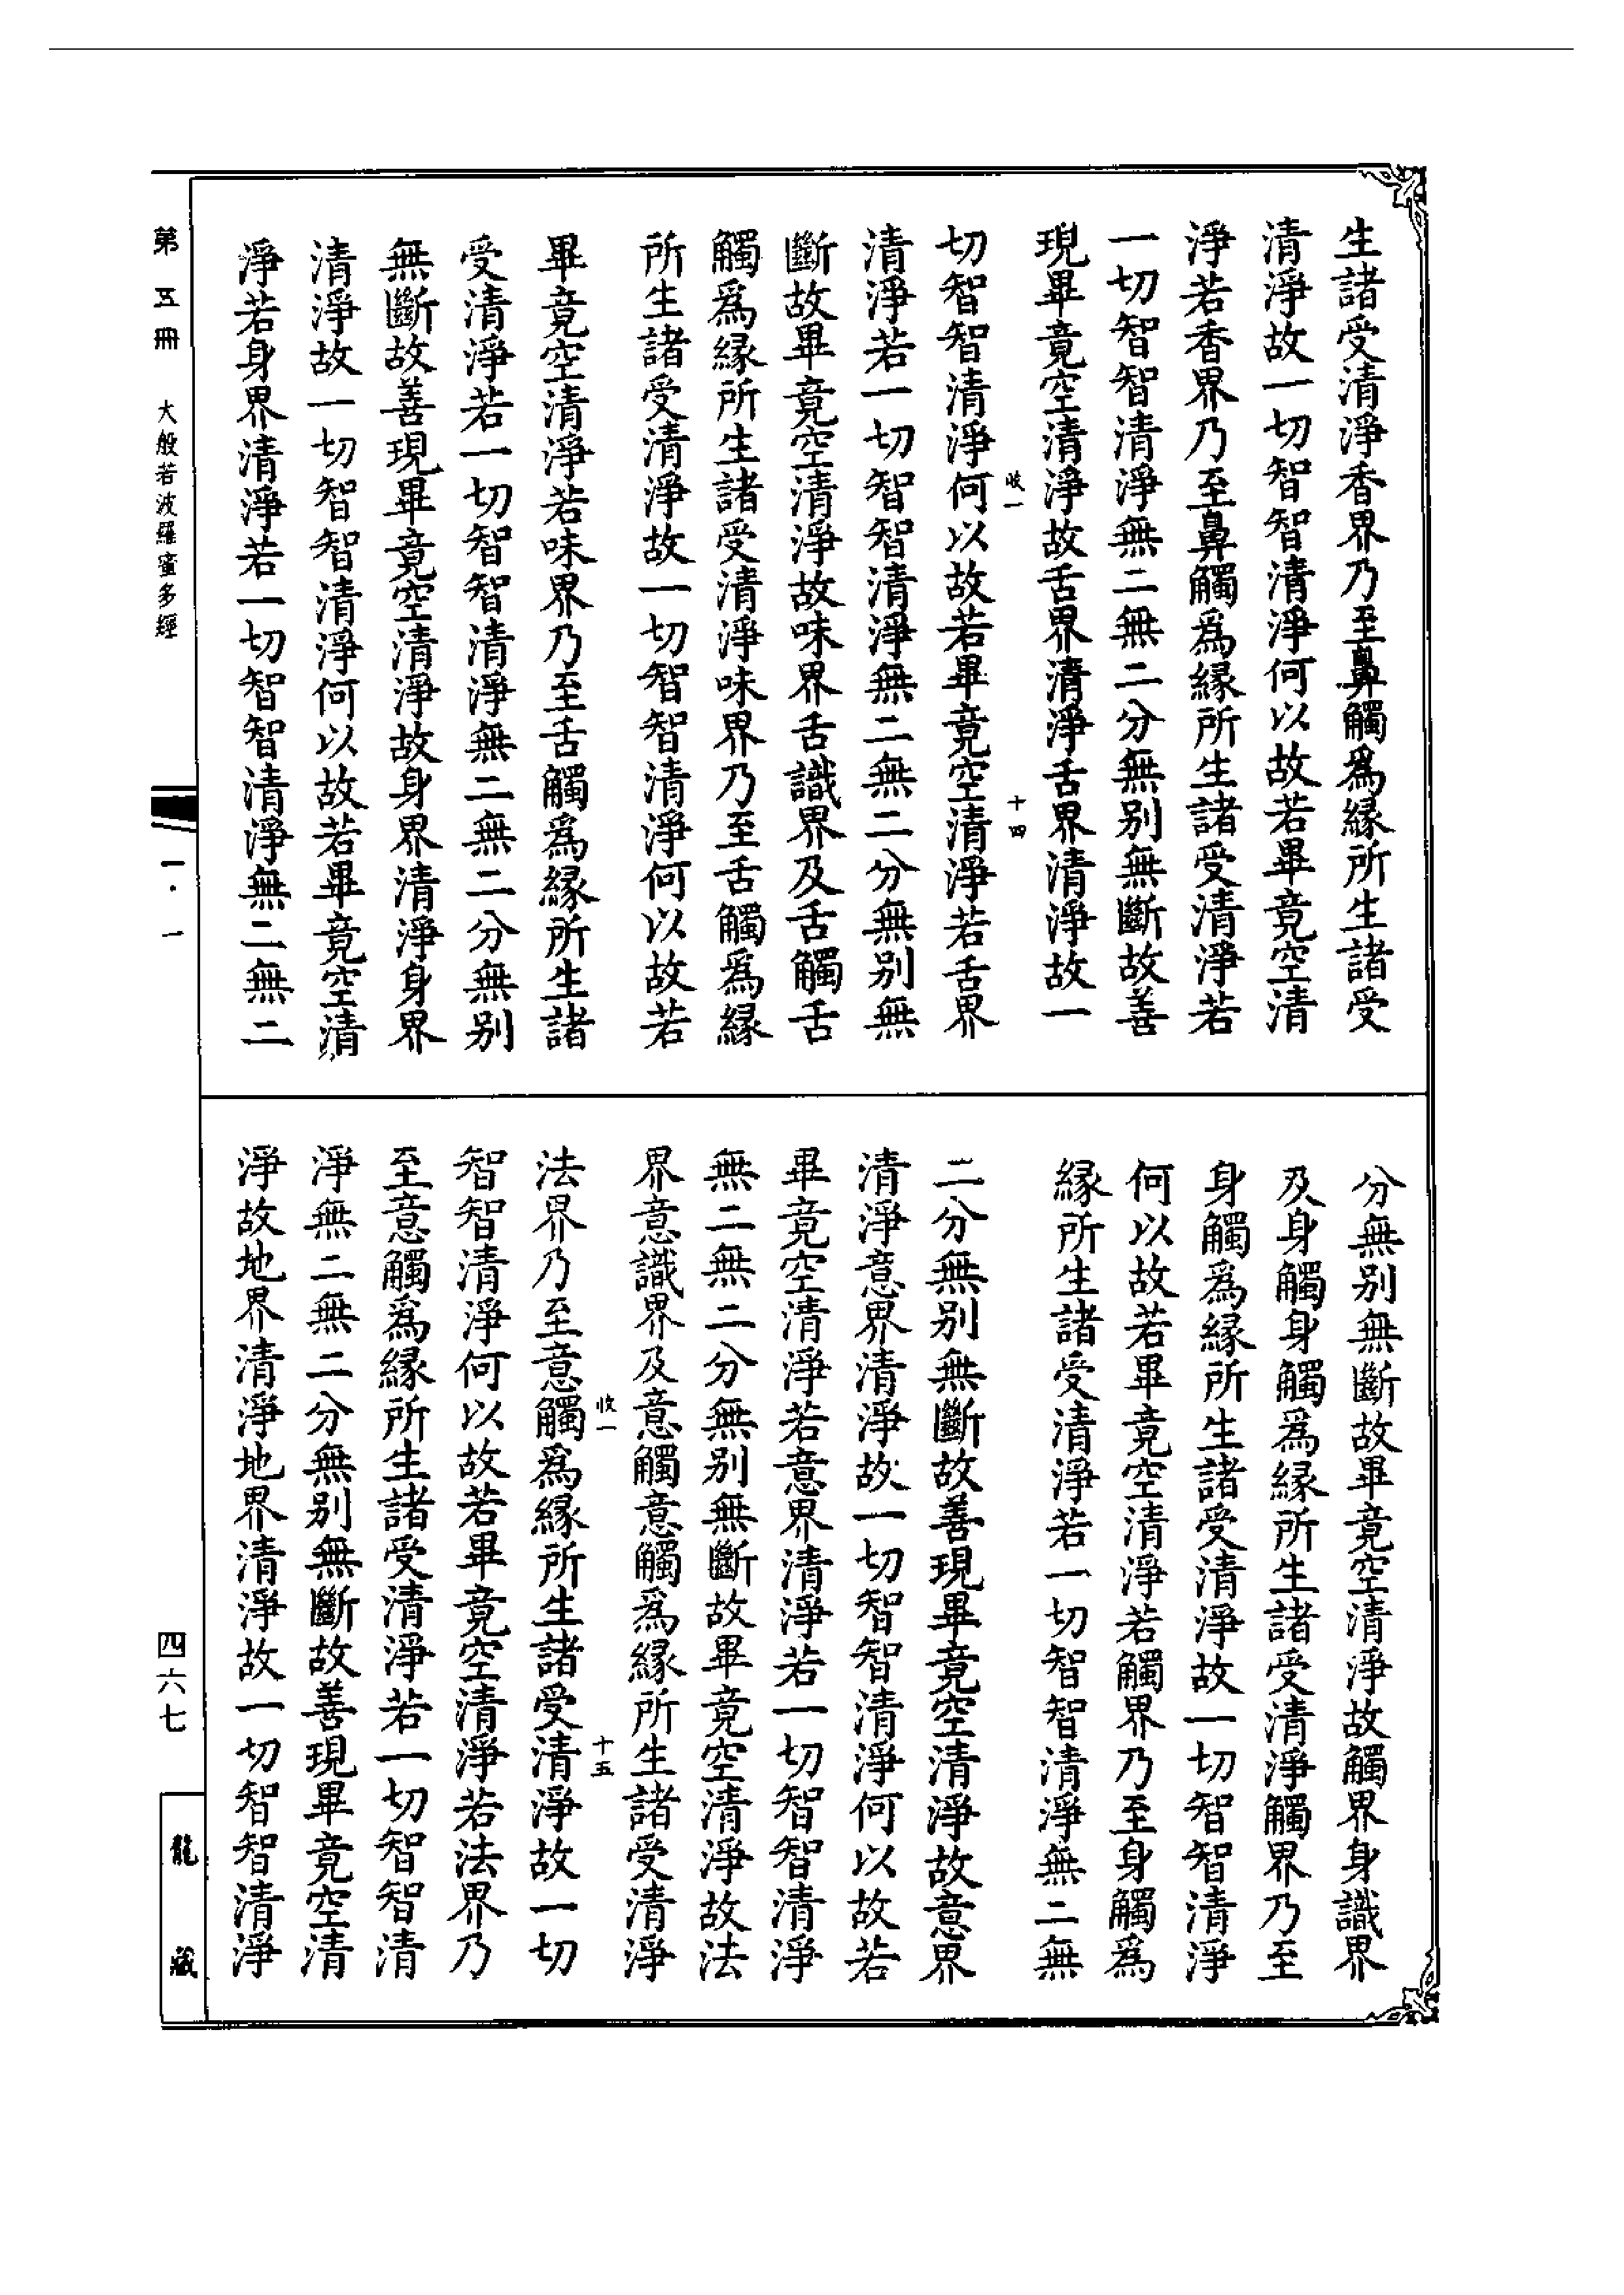 生諸受清淨香界乃至鼻觸爲緣所生諸受
清淨故一切智智清淨何以故若畢竟空清
淨若香界乃至鼻觸爲緣所生諸受清淨若
一切智智清淨無二無二分無别無斷故善
現畢竟空清淨故舌界清淨舌界清淨故一
收一 十四
切智智清淨何以故若畢竟空清淨若舌界
清淨若一切智智清淨無二無二分無别無
斷故畢竟空清淨故味界舌識界及舌觸舌
觸爲緣所生諸受清淨味界乃至舌觸爲緣
所生諸受清淨故一切智智清淨何以故若
畢竟空清淨若味界乃至舌觸爲緣所生諸
受清淨若一切智智清淨無二無二分無别
無斷故善現畢竟空清淨故身界清淨身界
清淨故一切智智清淨何以故若畢竟空清
淨若身界清淨若一切智智清淨無二無二
分無别無斷故畢竟空清淨故觸界身識界
及身觸身觸爲緣所生諸受清淨觸界乃至
身觸爲緣所生諸受清淨故一切智智清淨
何以故若畢竟空清淨若觸界乃至身觸爲
緣所生諸受清淨若一切智智清淨無二無
二分無别無斷故善現畢竟空清淨故意界
清淨意界清淨故一切智智清淨何以故若
畢竟空清淨若意界清淨若一切智智清淨
無二無二分無别無斷故畢竟空清淨故法
界意識界及意觸意觸爲緣所生諸受清淨
收一 十五
法界乃至意觸爲緣所生諸受清淨故一切
智智清淨何以故若畢竟空清淨若法界乃
至意觸爲緣所生諸受清淨若一切智智清
淨無二無二分無别無斷故善現畢竟空清
淨故地界清淨地界清淨故一切智智清淨
第五冊 大般若波羅蜜多經 一·一 四六七 龍藏